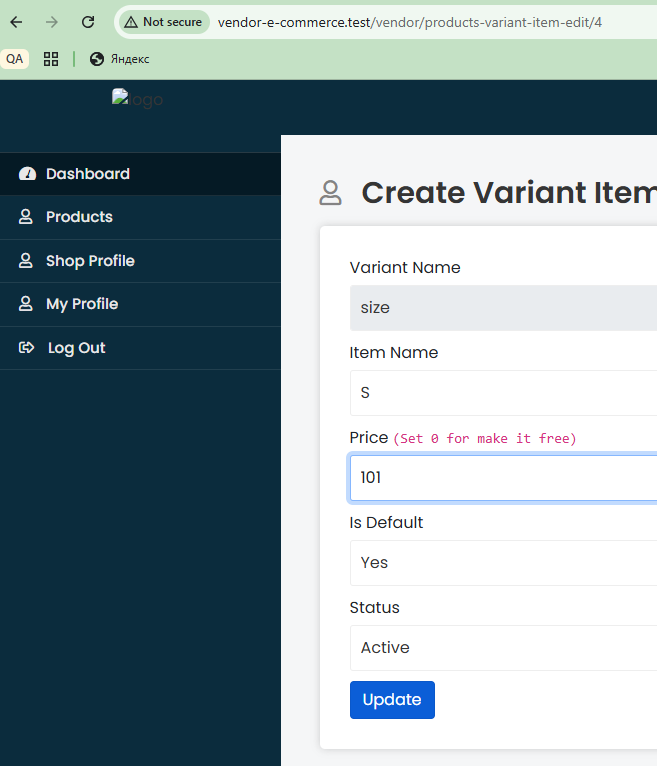 Not secure vendor-e-commerce.test/vendor/products-variant-item-edit/4
QA Яндекс
logo
Dashboard
Products
Shop Profile
My Profile
Log Out
Create Variant Item
Variant Name
size
Item Name
S
Price (Set 0 for make it free)
101
Is Default
Yes
Status
Active
Update